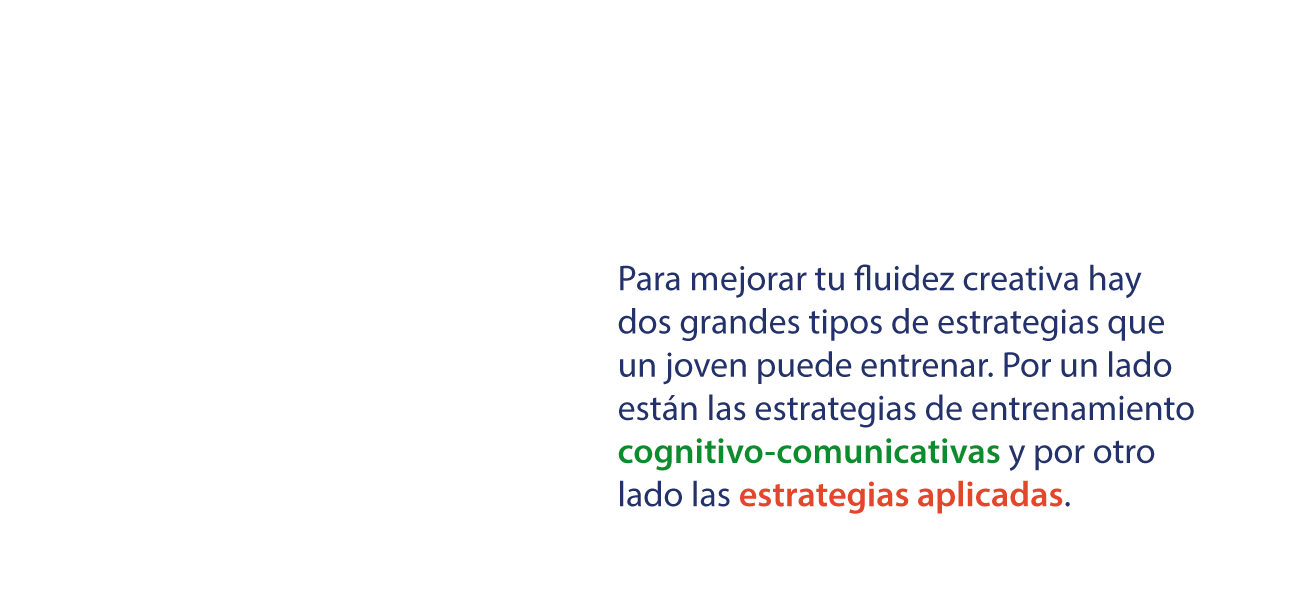 Para mejorar tu fluidez creativa hay
dos grandes tipos de estrategias que
un joven puede entrenar. Por un lado
están las estrategias de entrenamiento
cognitivo-comunicativas y por otro
lado las estrategias aplicadas.